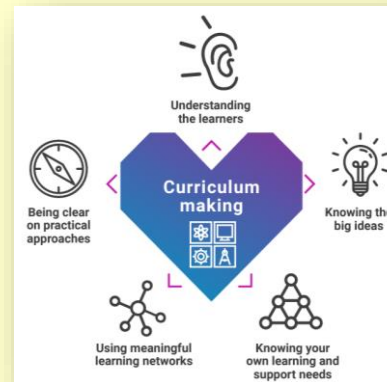 Understanding
the learners
Curriculum
making
Being clear
on practical
approaches
Knowing the
big ideas
Using meaningful
learning networks
Knowing your
own learning and
support needs